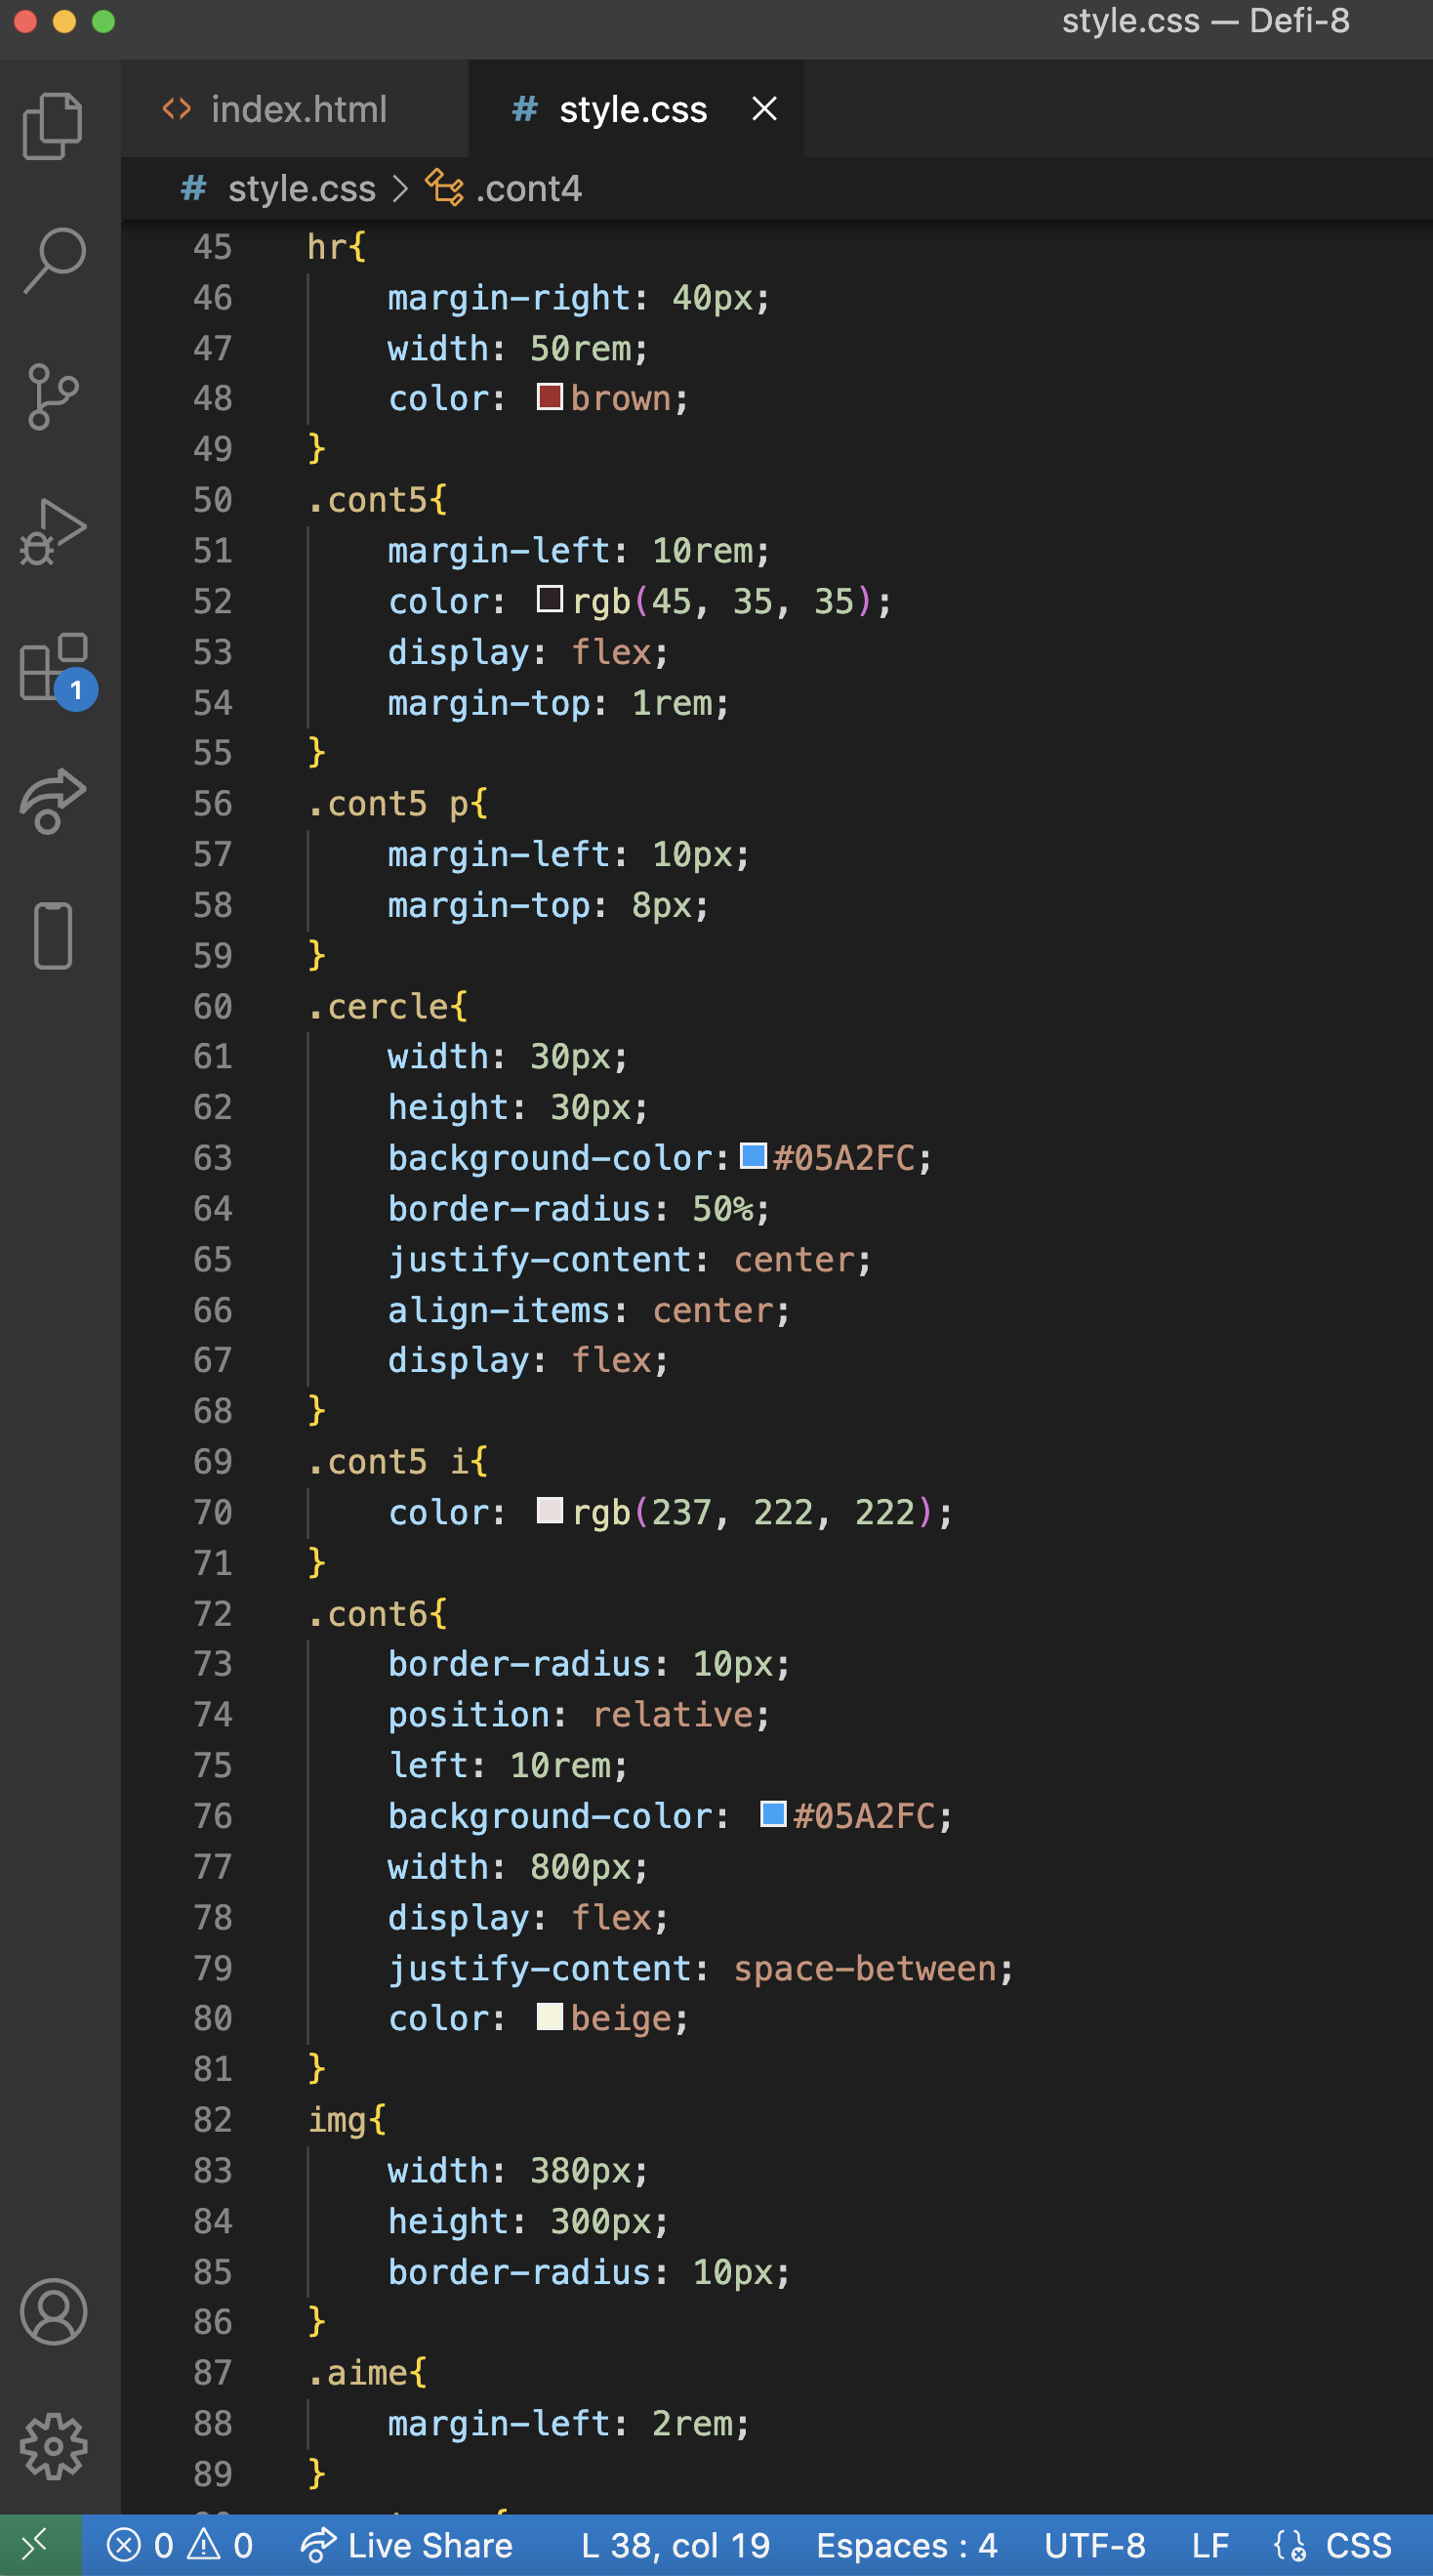 style.css — Defi-8
index.html
# style.css
# style.css > .cont4
45 hr{
46 margin-right: 40px;
47 width: 50rem;
48 color: brown;
49 }
50 .cont5{
51 margin-left: 10rem;
52 color: rgb(45, 35, 35);
53 display: flex;
54 margin-top: 1rem;
55 }
56 .cont5 p{
57 margin-left: 10px;
58 margin-top: 8px;
59 }
60 .cercle{
61 width: 30px;
62 height: 30px;
63 background-color: #05A2FC;
64 border-radius: 50%;
65 justify-content: center;
66 align-items: center;
67 display: flex;
68 }
69 .cont5 i{
70 color: rgb(237, 222, 222);
71 }
72 .cont6{
73 border-radius: 10px;
74 position: relative;
75 left: 10rem;
76 background-color: #05A2FC;
77 width: 800px;
78 display: flex;
79 justify-content: space-between;
80 color: beige;
81 }
82 img{
83 width: 380px;
84 height: 300px;
85 border-radius: 10px;
86 }
87 .aime{
88 margin-left: 2rem;
89 }
1
0 0 Live Share L 38, col 19 Espaces : 4 UTF-8 LF CSS